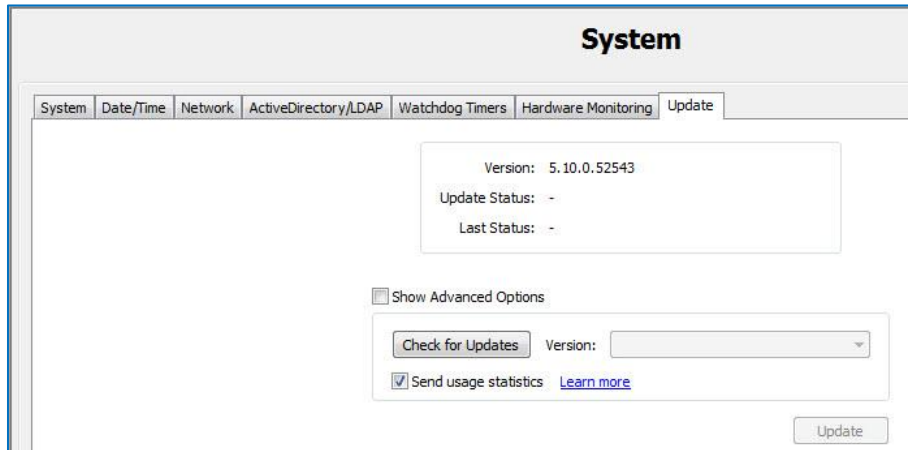 System
System Date/Time Network ActiveDirectory/LDAP Watchdog Timers Hardware Monitoring Update
Version: 5.10.0.52543
Update Status: -
Last Status: -
Show Advanced Options
Check for Updates Version:
Send usage statistics Learn more
Update